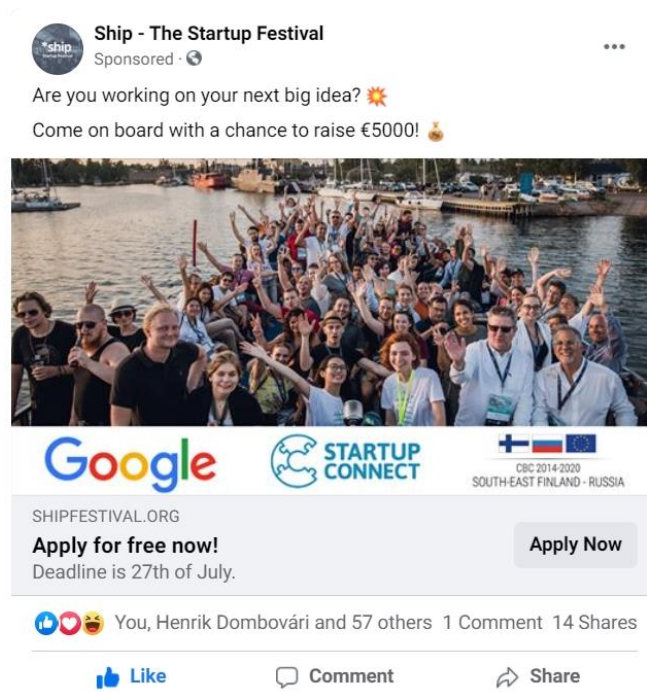 *ship
Startup Festival
Ship - The Startup Festival
Sponsored ·
Are you working on your next big idea? 💥
Come on board with a chance to raise €5000! 💰
Google
STARTUP
CONNECT
CBC 2014-2020
SOUTH-EAST FINLAND - RUSSIA
SHIPFESTIVAL.ORG
Apply for free now!
Deadline is 27th of July.
Apply Now
You, Henrik Dombovári and 57 others 1 Comment 14 Shares
Like Comment Share